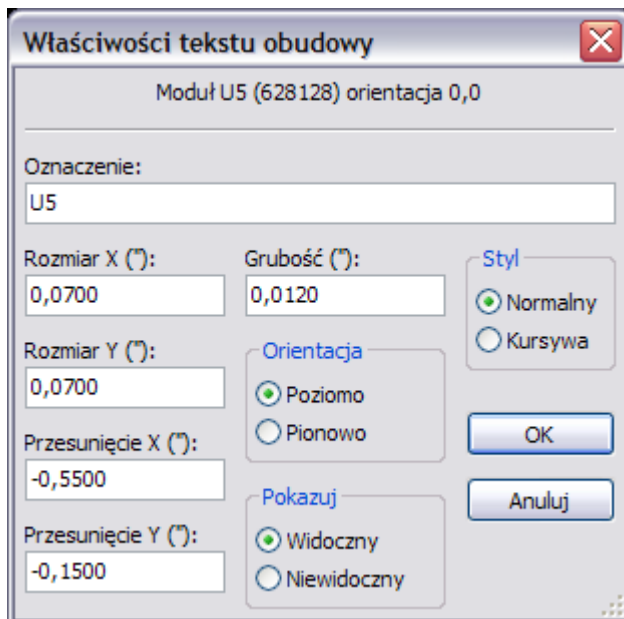 Właściwości tekstu obudowy
Moduł U5 (628128) orientacja 0,0
Oznaczenie:
U5
Rozmiar X ("):
0,0700
Rozmiar Y ("):
0,0700
Przesunięcie X ("):
-0,5500
Przesunięcie Y ("):
-0,1500
Grubość ("):
0,0120
Orientacja
Poziomo
Pionowo
Pokazuj
Widoczny
Niewidoczny
Styl
Normalny
Kursywa
OK
Anuluj